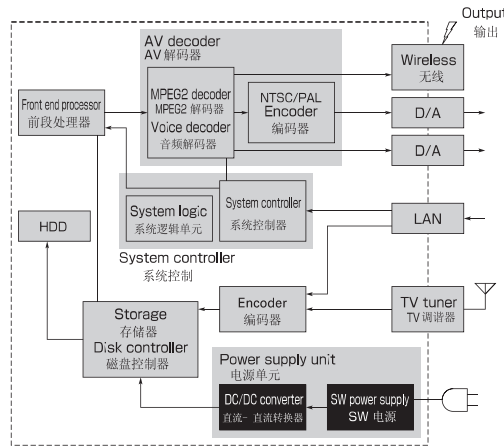 Output
输出
AV decoder
AV 解码器
Wireless
无线
MPEG2 decoder
MPEG2 解码器
Voice decoder
音频解码器
NTSC/PAL
Encoder
编码器
Front end processor
前段处理器
D/A
D/A
System logic
系统逻辑单元
System controller
系统控制器
LAN
HDD
System controller
系统控制
Encoder
编码器
TV tuner
TV 调谐器
Storage
存储器
Disk controller
磁盘控制器
Power supply unit
电源单元
DC/DC converter
直流- 直流转换器
SW power supply
SW 电源